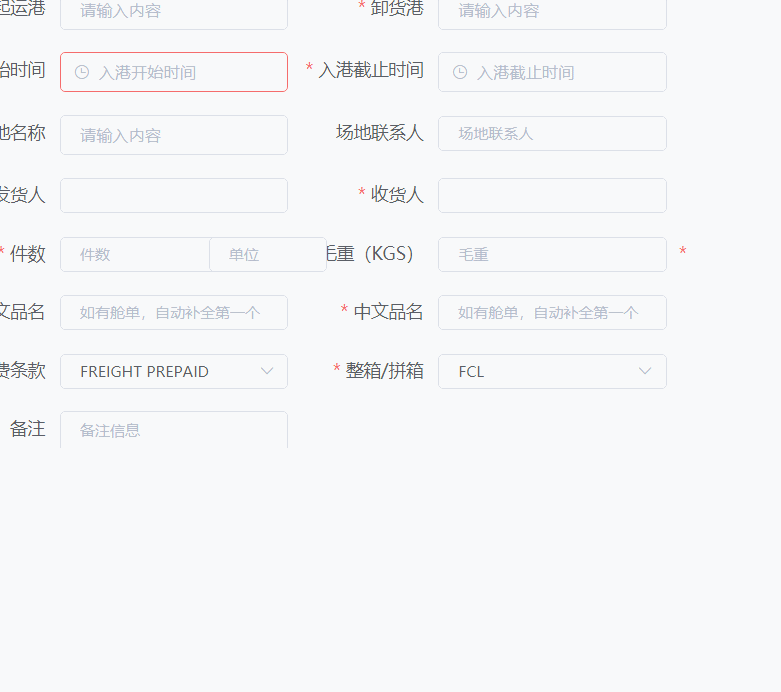 起运港 请输入内容 * 卸货港 请输入内容
始时间 入港开始时间 * 入港截止时间 入港截止时间
地名称 请输入内容 场地联系人 场地联系人
发货人 * 收货人
* 件数 件数 单位 毛重（KGS） 毛重 *
文品名 如有舱单，自动补全第一个 * 中文品名 如有舱单，自动补全第一个
费条款 FREIGHT PREPAID * 整箱/拼箱 FCL
备注 备注信息